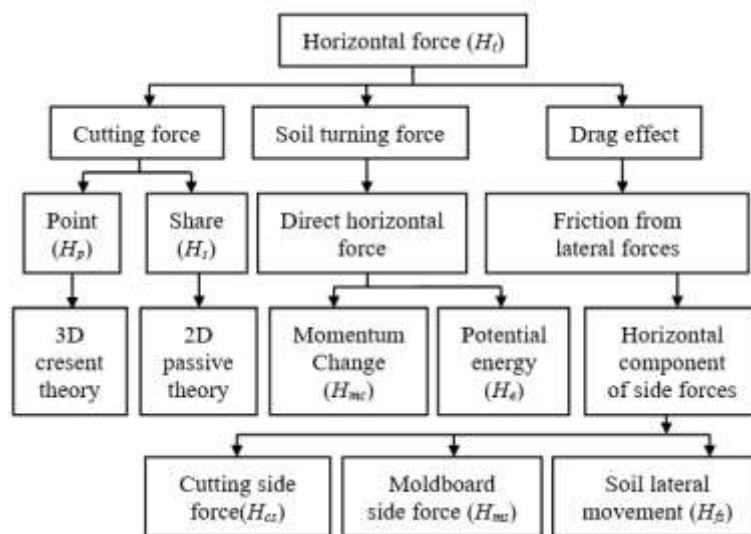 Horizontal force (Ht)
Cutting force
Soil turning force
Drag effect
Point
(Hp)
Share
(Hs)
Direct horizontal
force
Friction from
lateral forces
3D
cresent
theory
2D
passive
theory
Momentum
Change
(Hmc)
Potential
energy
(He)
Horizontal
component
of side forces
Cutting side
force(Hcs)
Moldboard
side force (Hms)
Soil lateral
movement (Hfs)